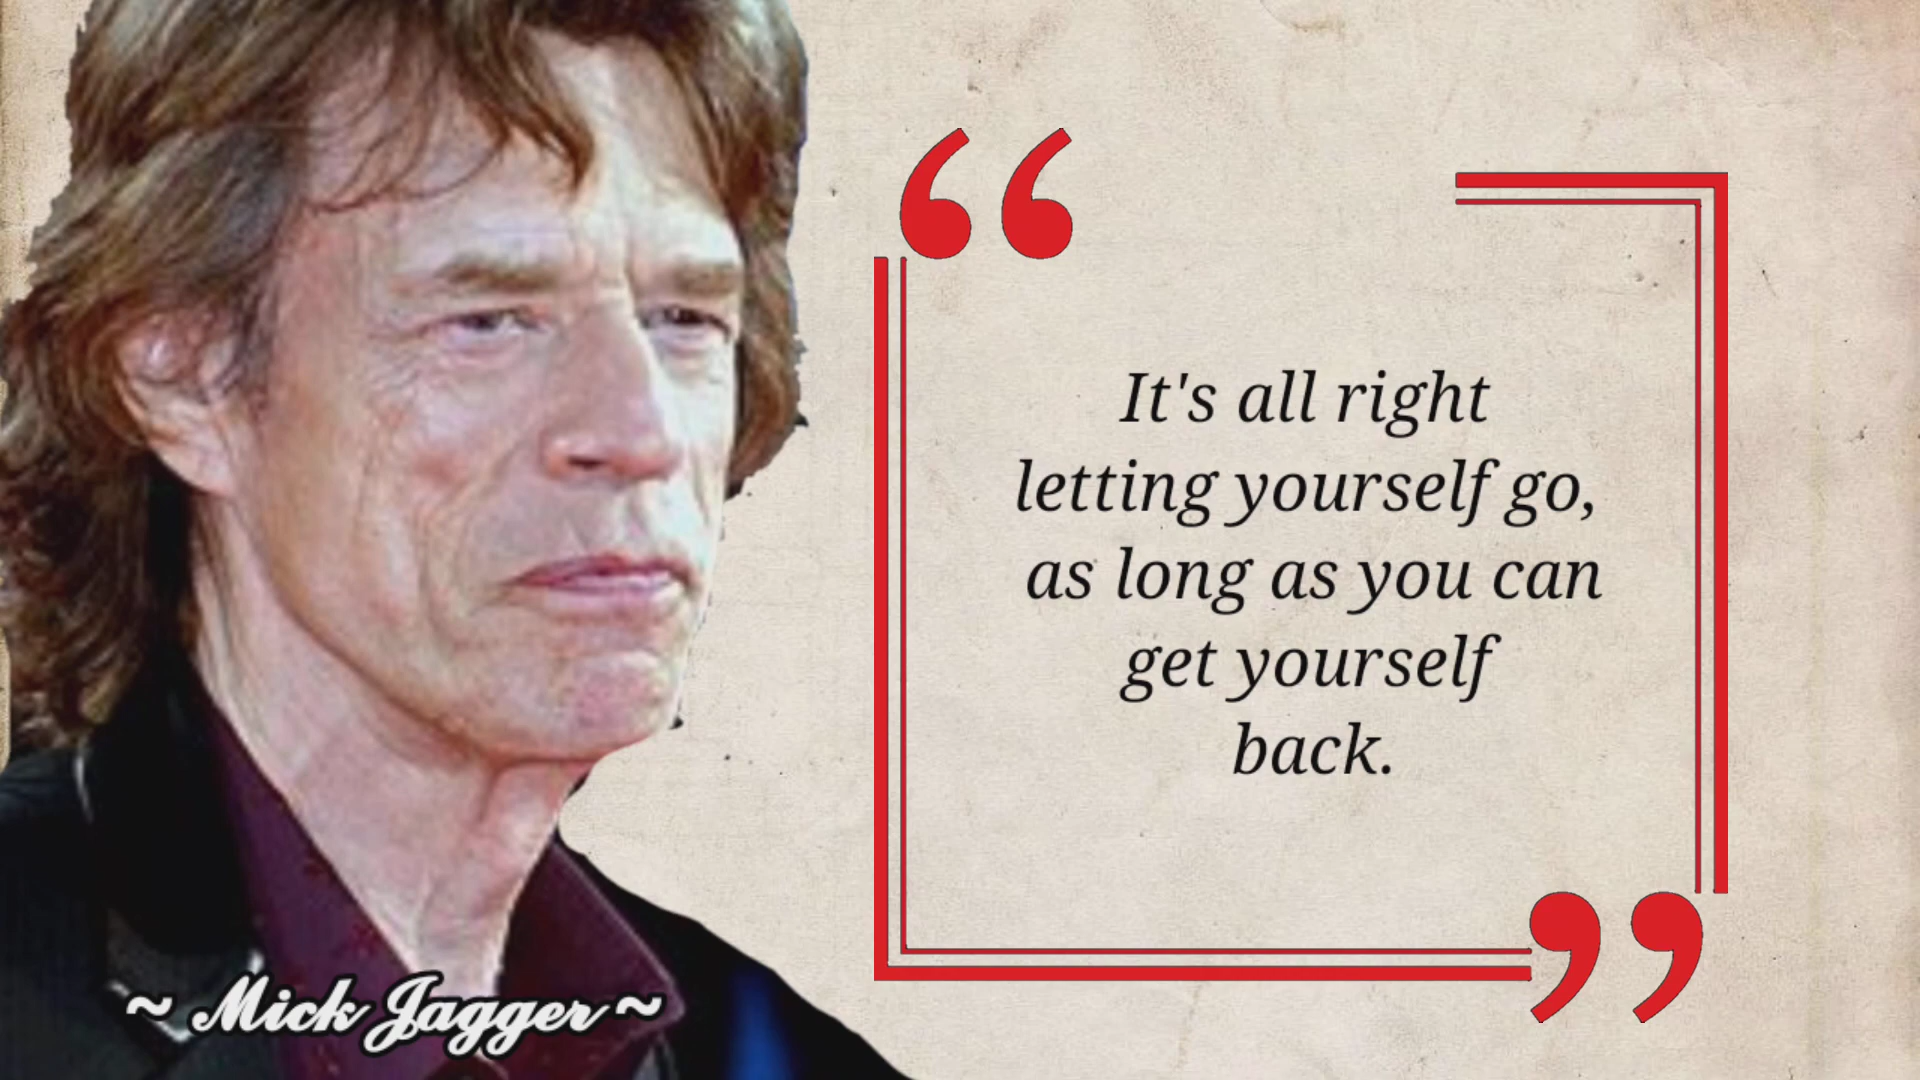 It's all right
letting yourself go,
as long as you can
get yourself
back.
~ Mick Jagger ~